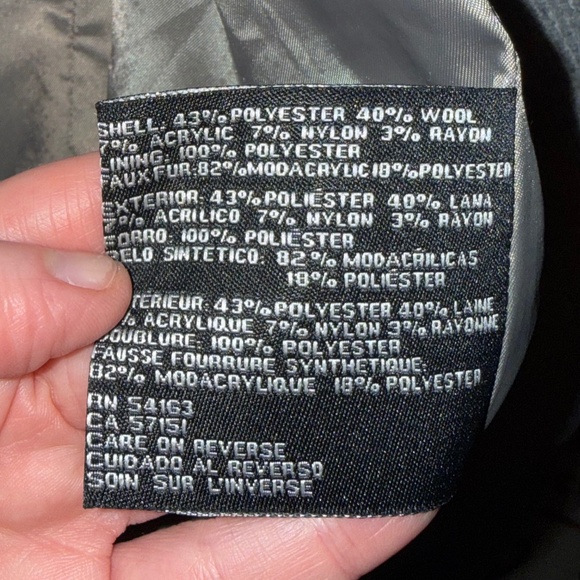 SHELL: 43% POLYESTER 40% WOOL
7% ACRYLIC 7% NYLON 3% RAYON
LINING: 100% POLYESTER
FAUX FUR: 82% MODACRYLIC 18% POLYESTER
EXTERIOR: 43% POLIÉSTER 40% LANA
% ACRILICO 7% NYLON 3% RAYON
FORRO: 100% POLIESTER
PELO SINTETICO: 82% MODACRILICAS
18% POLIÉSTER
TERIEUR: 43% POLYESTER 40% LAINE
% ACRYLIQUE 7% NYLON 3% RAYONNE
DOUBLURE: 100% POLYESTER
FAUSSE FOURRURE SYNTHETIQUE:
82% MODACRYLIQUE 18% POLYESTER
RN 54163
CA 57151
CARE ON REVERSE
CUIDADO AL REVERSO
SOIN SUR L'INVERSE